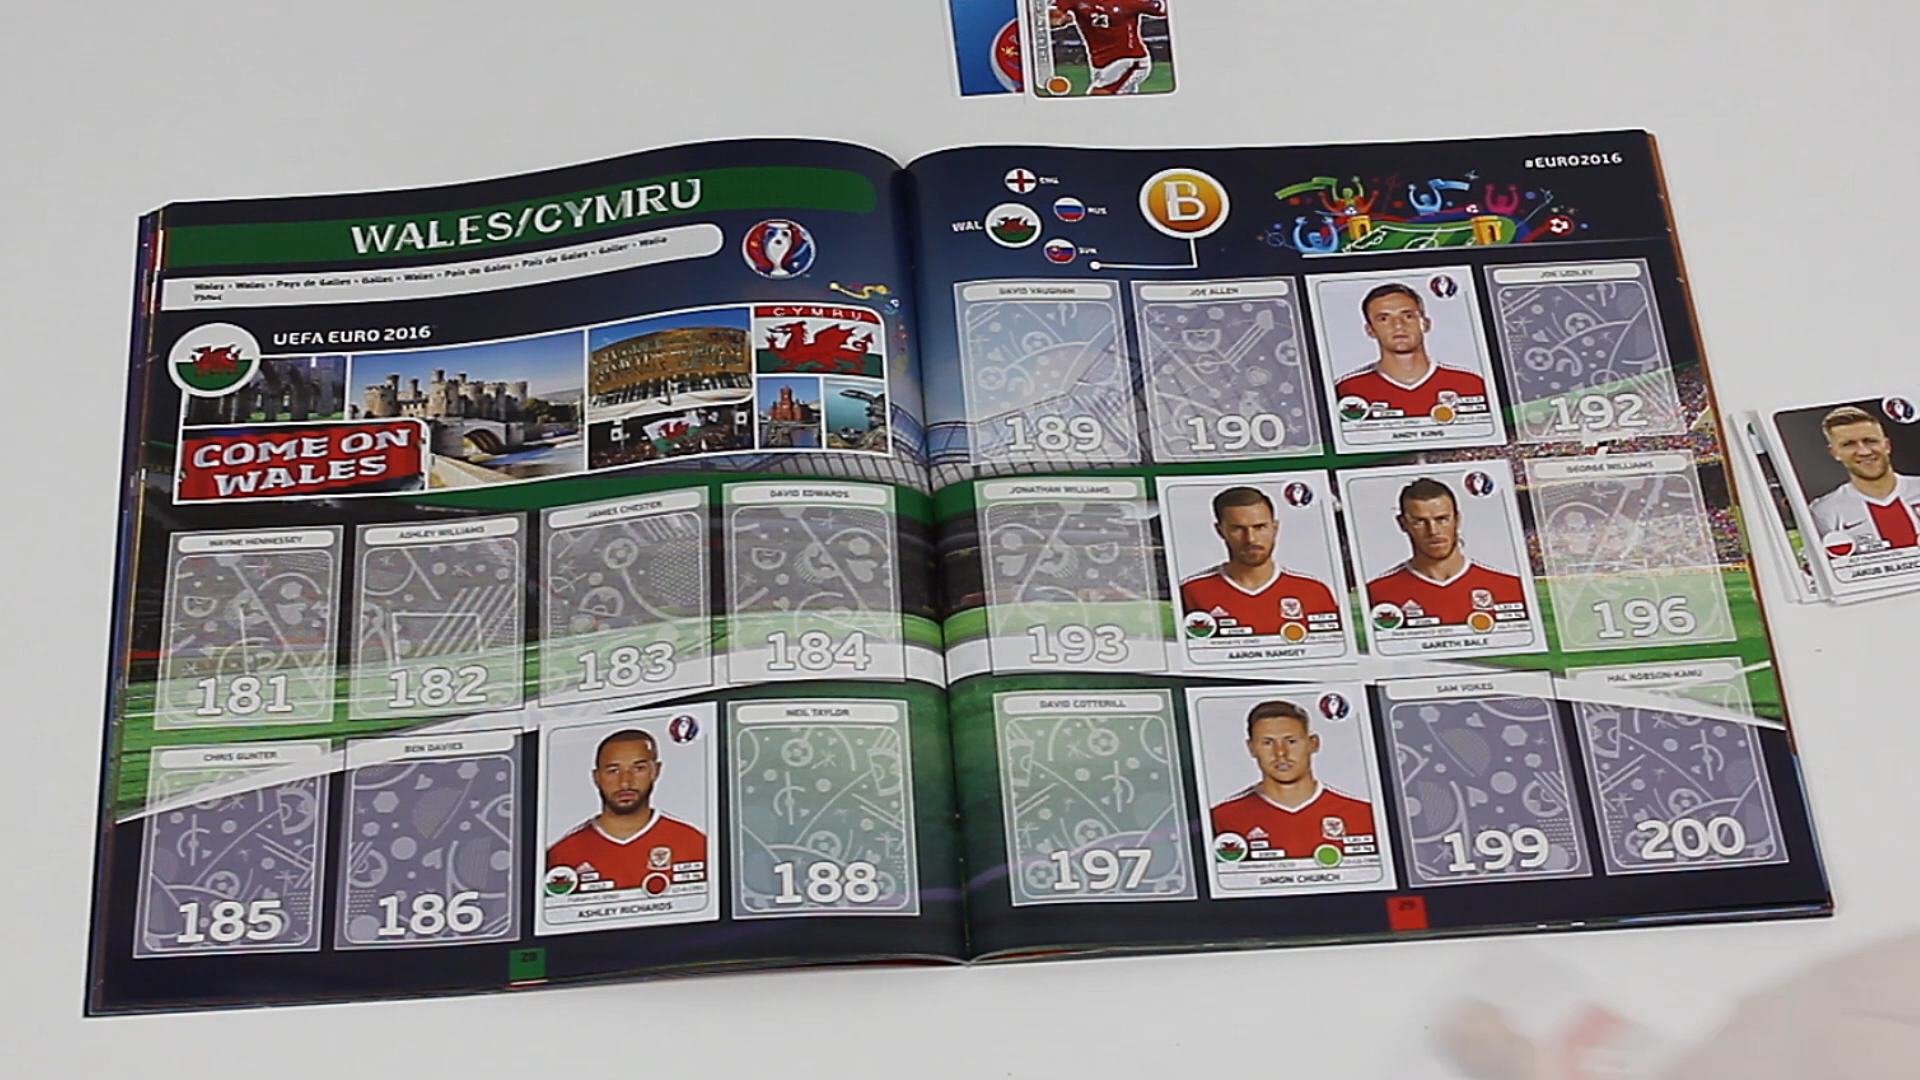 23
WALES/CYMRU
Wales • Wales • Pays de Galles • Galles • Wales • País de Gales • País de Gales • Galler • Walia
UEFA EURO 2016
CYMRU
COME ON
WALES
WAYNE HENNESSEY
181
ASHLEY WILLIAMS
182
JAMES CHESTER
183
DAVID EDWARDS
184
CHRIS GUNTER
185
BEN DAVIES
186
ASHLEY RICHARDS
NEIL TAYLOR
188
28
#EURO2016
ENG
WAL
RUS
SVK
B
DAVID VAUGHAN
189
JOE ALLEN
190
ANDY KING
JOE LEDLEY
192
JONATHAN WILLIAMS
193
AARON RAMSEY
GARETH BALE
GEORGE WILLIAMS
196
DAVID COTTERILL
197
SIMON CHURCH
SAM VOKES
199
HAL ROBSON-KANU
200
29
JAKUB